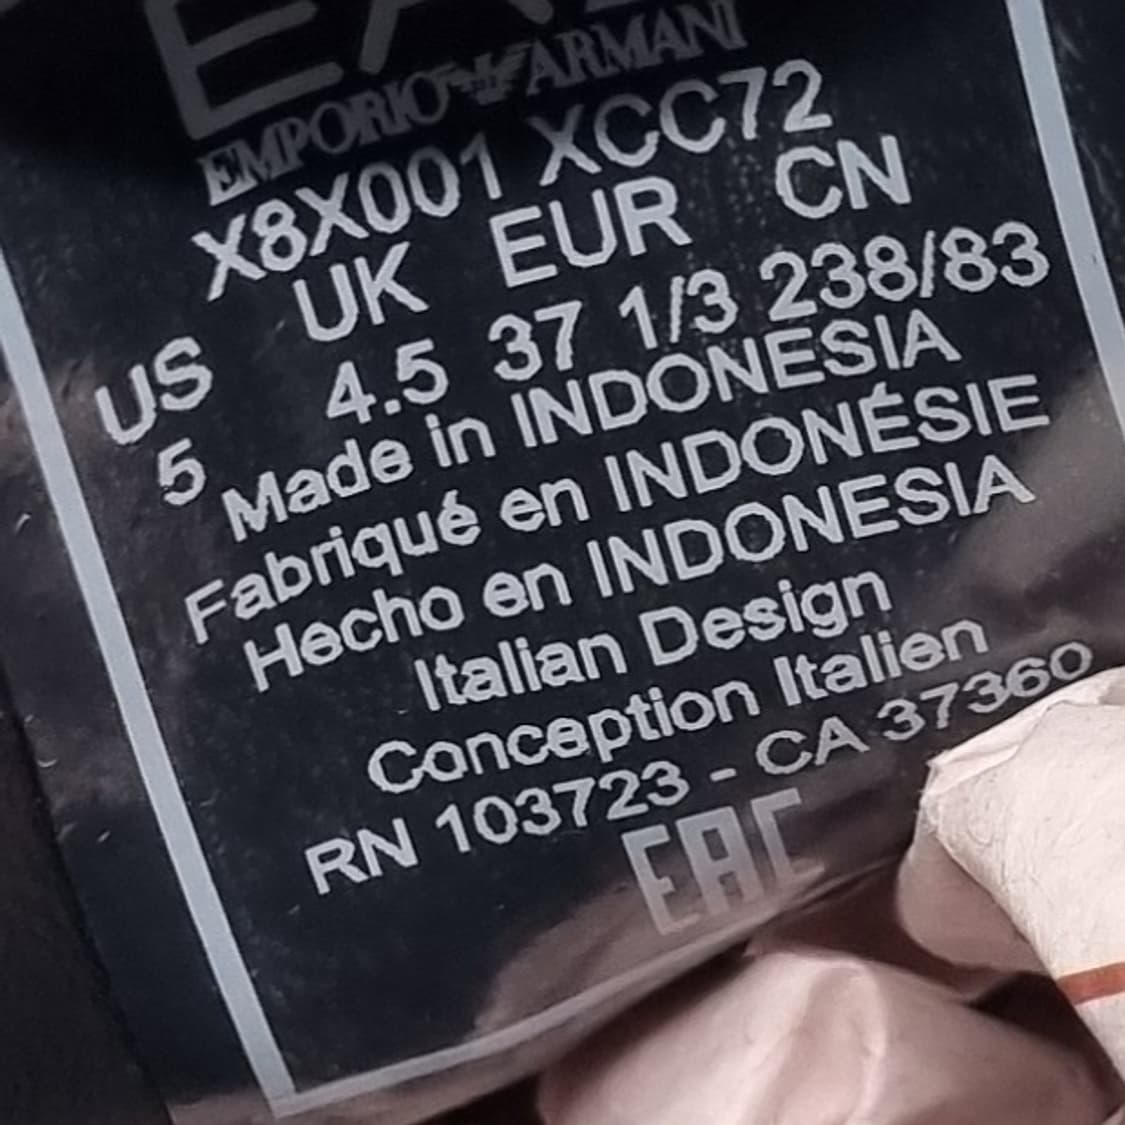 EA
EMPORIO ARMANI
X8X001 XCC72
US UK EUR CN
5 4.5 37 1/3 238/83
Made in INDONESIA
Fabriqué en INDONÉSIE
Hecho en INDONESIA
Italian Design
Conception Italien
RN 103723 - CA 37360
EAC